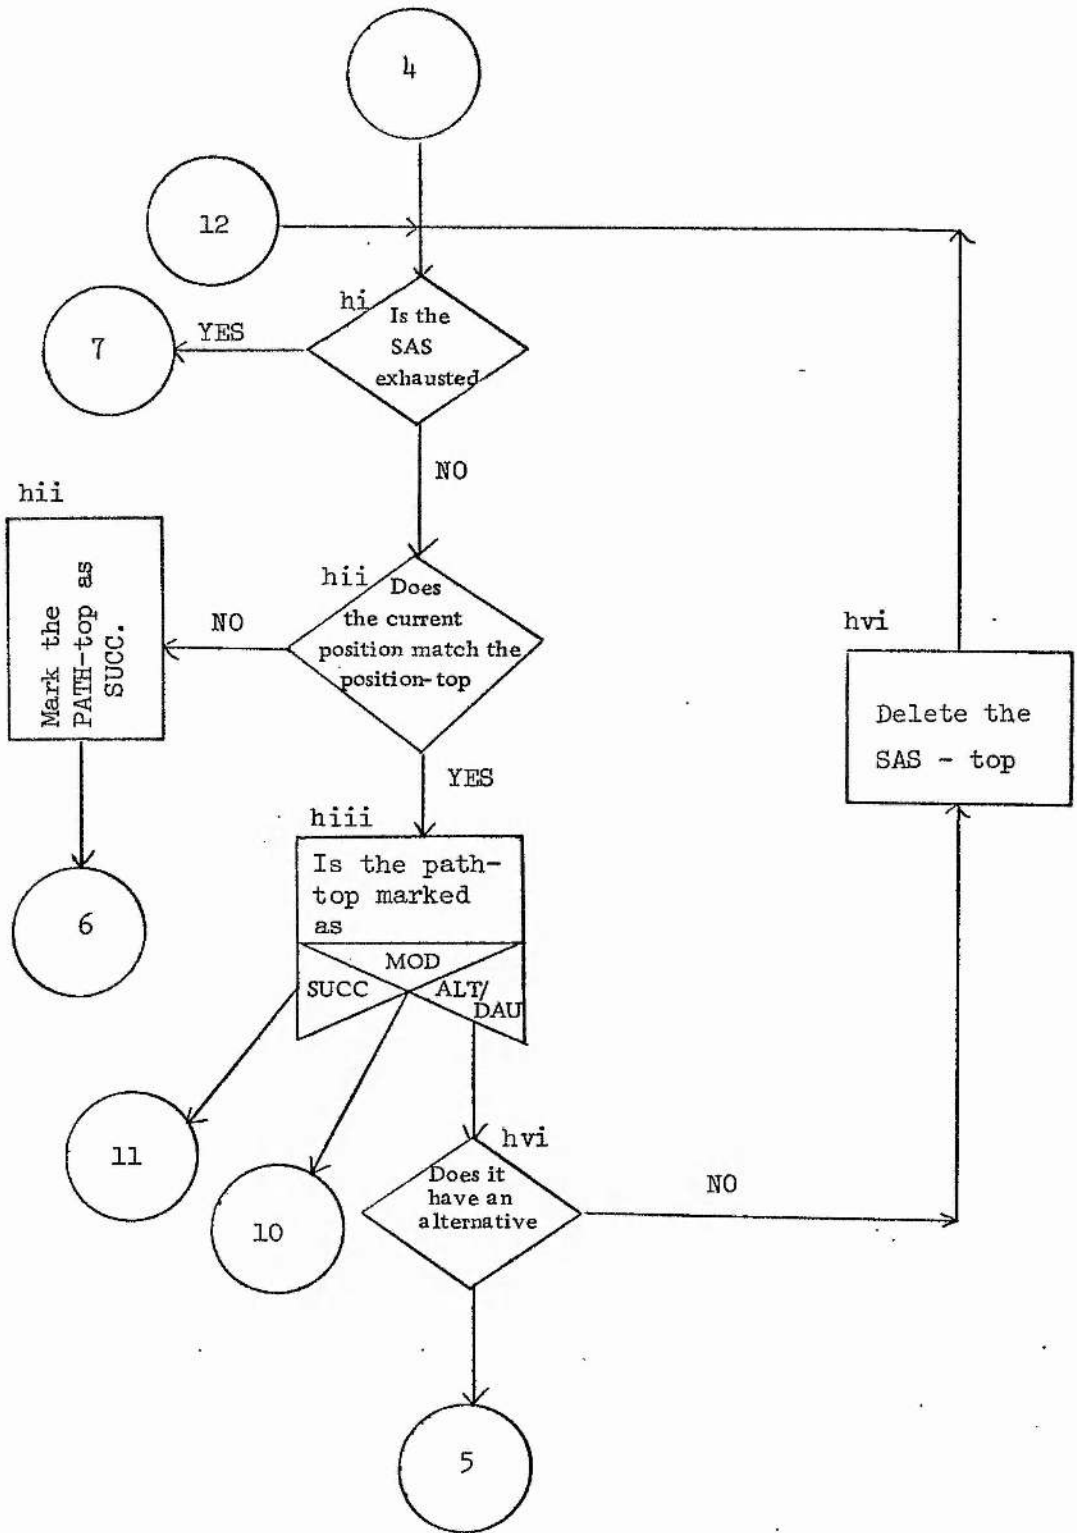 4
12
hi
Is the
SAS
exhausted
YES
7
NO
hii
Mark the
PATH-top as
SUCC.
hii
Does
the current
position match the
position-top
NO
YES
hvi
Delete the
SAS - top
hiii
Is the path-
top marked
as
MOD
SUCC
ALT/
DAU
6
11
10
hvi
Does it
have an
alternative
NO
5